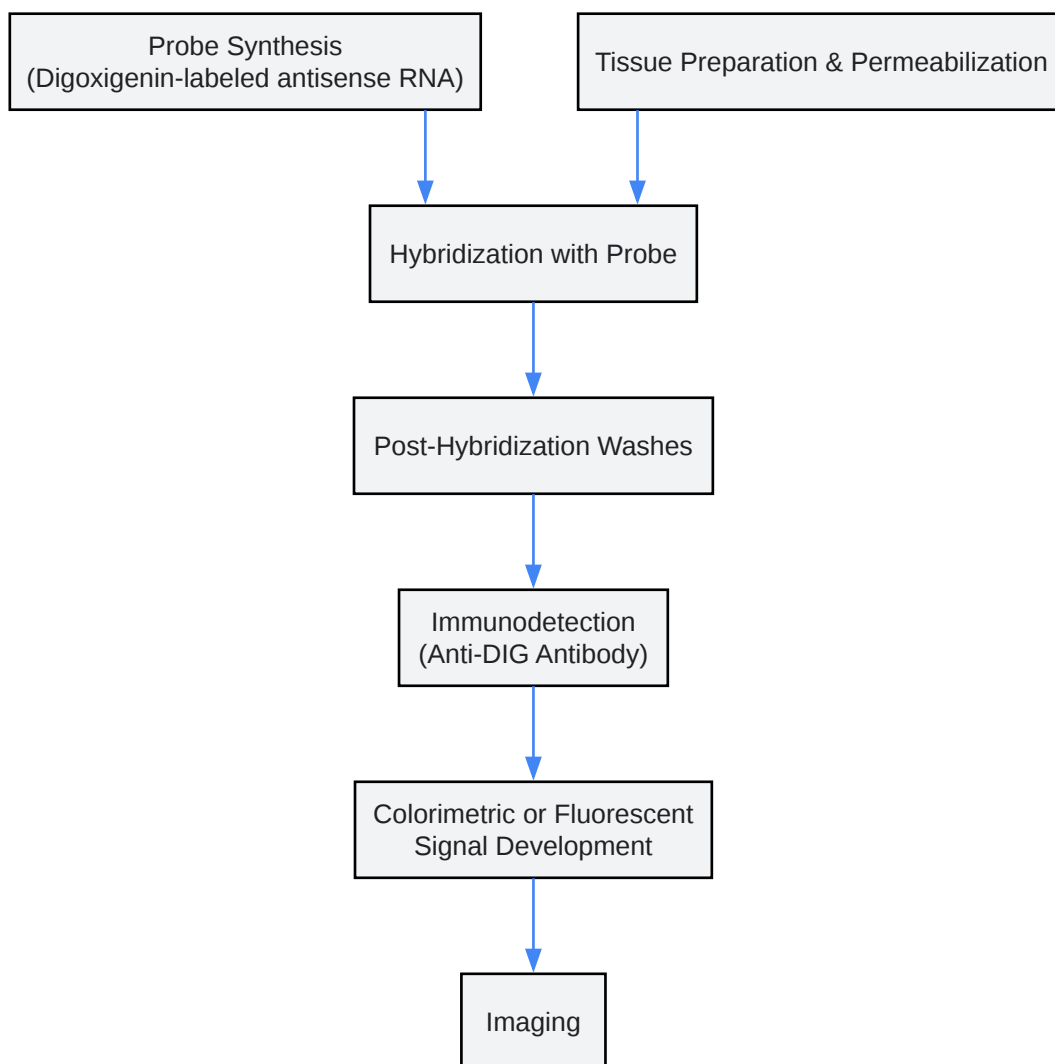 Probe Synthesis
(Digoxigenin-labeled antisense RNA)
Tissue Preparation & Permeabilization
Hybridization with Probe
Post-Hybridization Washes
Immunodetection
(Anti-DIG Antibody)
Colorimetric or Fluorescent
Signal Development
Imaging